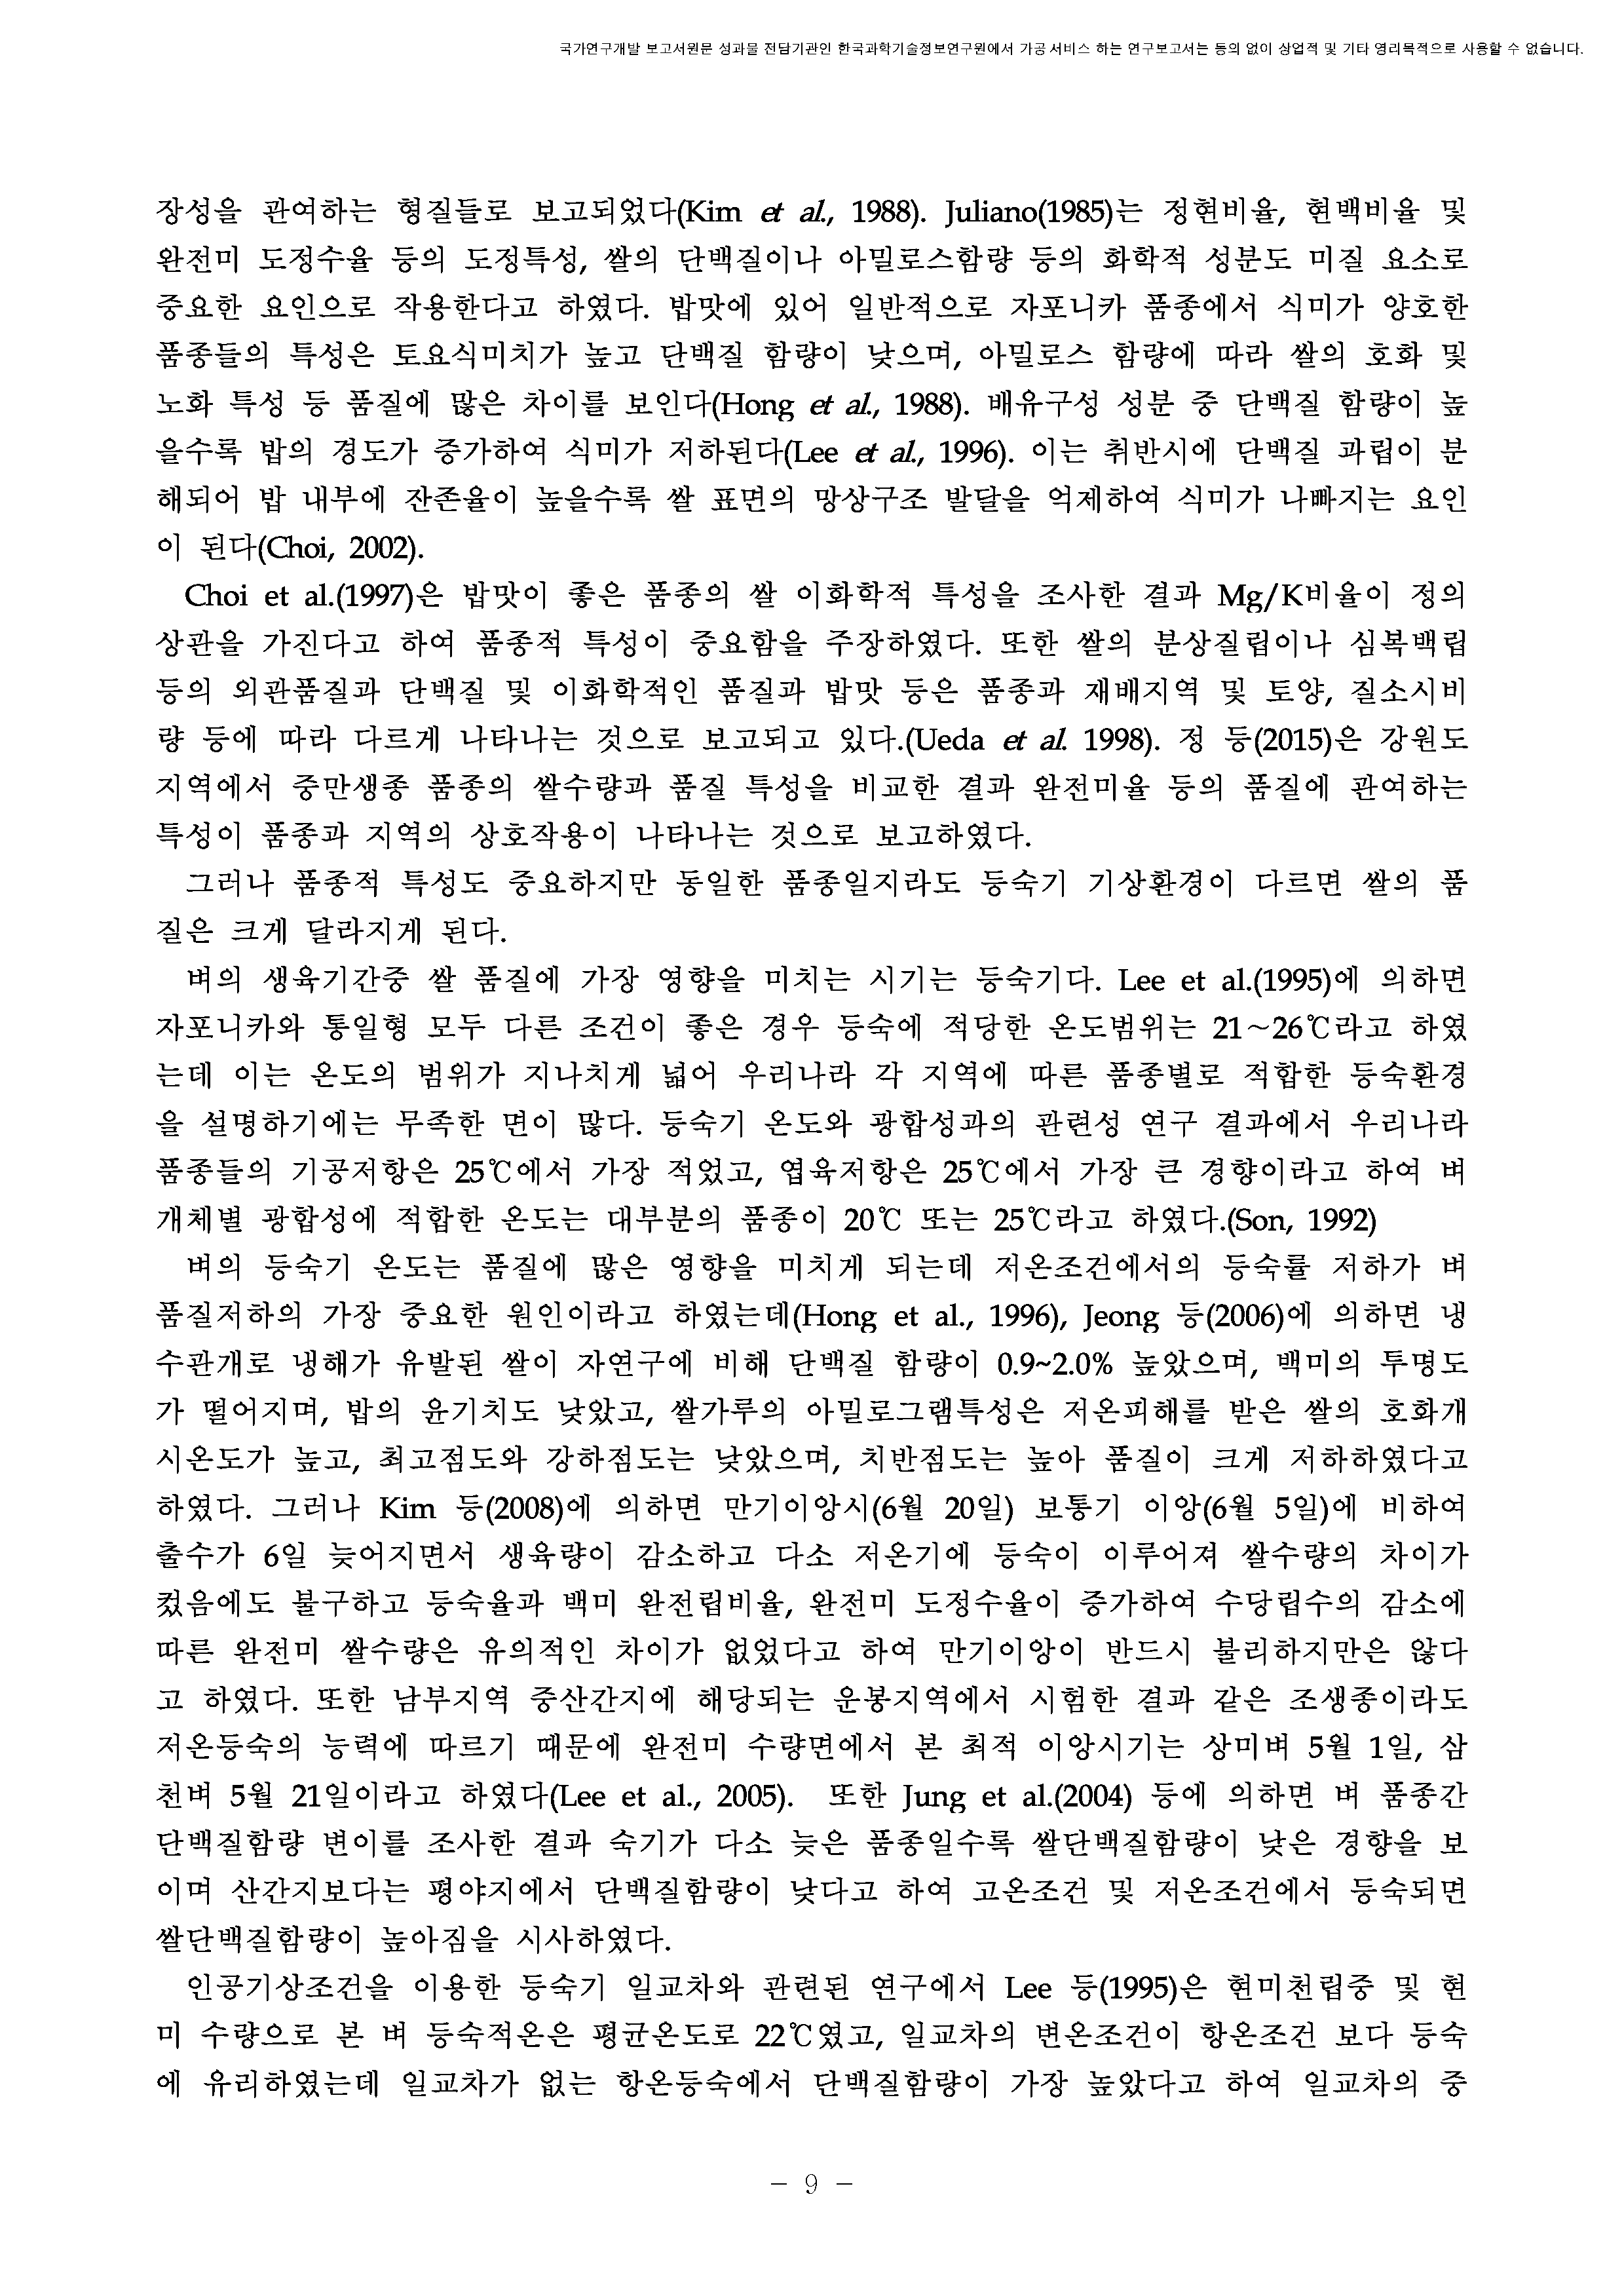 국가연구개발 보고서원문 성과물 전담기관인 한국과학기술정보연구원에서 가공·서비스 하는 연구보고서는 동의 없이 상업적 및 기타 영리목적으로 사용할 수 없습니다.
장성을 관여하는 형질들로 보고되었다(Kim et al., 1988). Juliano(1985)는 정현비율, 현백비율 및
완전미 도정수율 등의 도정특성, 쌀의 단백질이나 아밀로스함량 등의 화학적 성분도 미질 요소로
중요한 요인으로 작용한다고 하였다. 밥맛에 있어 일반적으로 자포니카 품종에서 식미가 양호한
품종들의 특성은 토요식미치가 높고 단백질 함량이 낮으며, 아밀로스 함량에 따라 쌀의 호화 및
노화 특성 등 품질에 많은 차이를 보인다(Hong et al., 1988). 배유구성 성분 중 단백질 함량이 높
을수록 밥의 경도가 증가하여 식미가 저하된다(Lee et al., 1996). 이는 취반시에 단백질 과립이 분
해되어 밥 내부에 잔존율이 높을수록 쌀 표면의 망상구조 발달을 억제하여 식미가 나빠지는 요인
이 된다(Choi, 2002).
Choi et al.(1997)은 밥맛이 좋은 품종의 쌀 이화학적 특성을 조사한 결과 Mg/K비율이 정의
상관을 가진다고 하여 품종적 특성이 중요함을 주장하였다. 또한 쌀의 분상질립이나 심복백립
등의 외관품질과 단백질 및 이화학적인 품질과 밥맛 등은 품종과 재배지역 및 토양, 질소시비
량 등에 따라 다르게 나타나는 것으로 보고되고 있다.(Ueda et al. 1998). 정 등(2015)은 강원도
지역에서 중만생종 품종의 쌀수량과 품질 특성을 비교한 결과 완전미율 등의 품질에 관여하는
특성이 품종과 지역의 상호작용이 나타나는 것으로 보고하였다.
그러나 품종적 특성도 중요하지만 동일한 품종일지라도 등숙기 기상환경이 다르면 쌀의 품
질은 크게 달라지게 된다.
벼의 생육기간중 쌀 품질에 가장 영향을 미치는 시기는 등숙기다. Lee et al.(1995)에 의하면
자포니카와 통일형 모두 다른 조건이 좋은 경우 등숙에 적당한 온도범위는 21~26℃라고 하였
는데 이는 온도의 범위가 지나치게 넓어 우리나라 각 지역에 따른 품종별로 적합한 등숙환경
을 설명하기에는 무족한 면이 많다. 등숙기 온도와 광합성과의 관련성 연구 결과에서 우리나라
품종들의 기공저항은 25℃에서 가장 적었고, 엽육저항은 25℃에서 가장 큰 경향이라고 하여 벼
개체별 광합성에 적합한 온도는 대부분의 품종이 20℃ 또는 25℃라고 하였다.(Son, 1992)
벼의 등숙기 온도는 품질에 많은 영향을 미치게 되는데 저온조건에서의 등숙률 저하가 벼
품질저하의 가장 중요한 원인이라고 하였는데(Hong et al., 1996), Jeong 등(2006)에 의하면 냉
수관개로 냉해가 유발된 쌀이 자연구에 비해 단백질 함량이 0.9~2.0% 높았으며, 백미의 투명도
가 떨어지며, 밥의 윤기치도 낮았고, 쌀가루의 아밀로그램특성은 저온피해를 받은 쌀의 호화개
시온도가 높고, 최고점도와 강하점도는 낮았으며, 치반점도는 높아 품질이 크게 저하하였다고
하였다. 그러나 Kim 등(2008)에 의하면 만기이앙시(6월 20일) 보통기 이앙(6월 5일)에 비하여
출수가 6일 늦어지면서 생육량이 감소하고 다소 저온기에 등숙이 이루어져 쌀수량의 차이가
컸음에도 불구하고 등숙율과 백미 완전립비율, 완전미 도정수율이 증가하여 수당립수의 감소에
따른 완전미 쌀수량은 유의적인 차이가 없었다고 하여 만기이앙이 반드시 불리하지만은 않다
고 하였다. 또한 남부지역 중산간지에 해당되는 운봉지역에서 시험한 결과 같은 조생종이라도
저온등숙의 능력에 따르기 때문에 완전미 수량면에서 본 최적 이앙시기는 상미벼 5월 1일, 삼
천벼 5월 21일이라고 하였다(Lee et al., 2005). 또한 Jung et al.(2004) 등에 의하면 벼 품종간
단백질함량 변이를 조사한 결과 숙기가 다소 늦은 품종일수록 쌀단백질함량이 낮은 경향을 보
이며 산간지보다는 평야지에서 단백질함량이 낮다고 하여 고온조건 및 저온조건에서 등숙되면
쌀단백질함량이 높아짐을 시사하였다.
인공기상조건을 이용한 등숙기 일교차와 관련된 연구에서 Lee 등(1995)은 현미천립중 및 현
미 수량으로 본 벼 등숙적온은 평균온도로 22℃였고, 일교차의 변온조건이 항온조건 보다 등숙
에 유리하였는데 일교차가 없는 항온등숙에서 단백질함량이 가장 높았다고 하여 일교차의 중
- 9 -